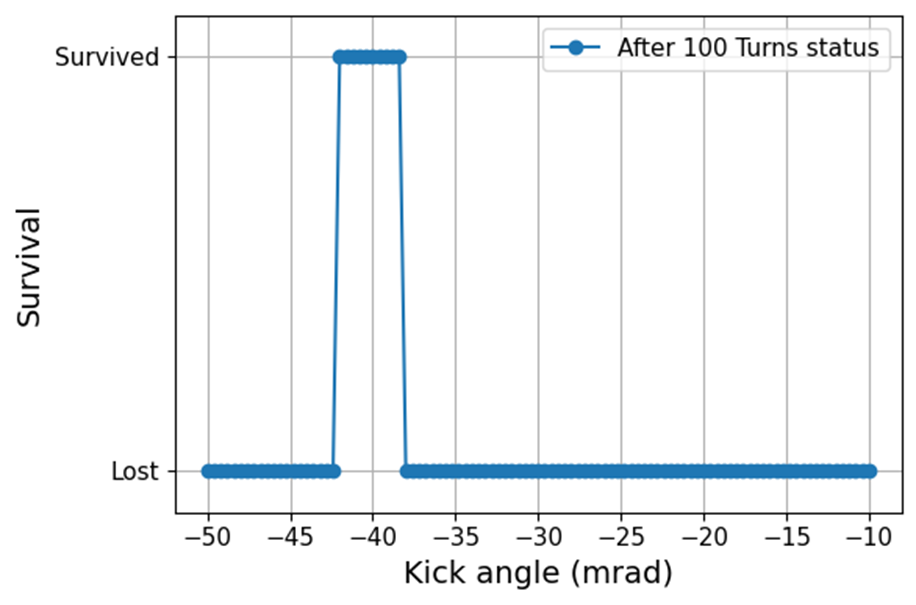 After 100 Turns status
Survived
Survival
Lost
−50 −45 −40 −35 −30 −25 −20 −15 −10
Kick angle (mrad)